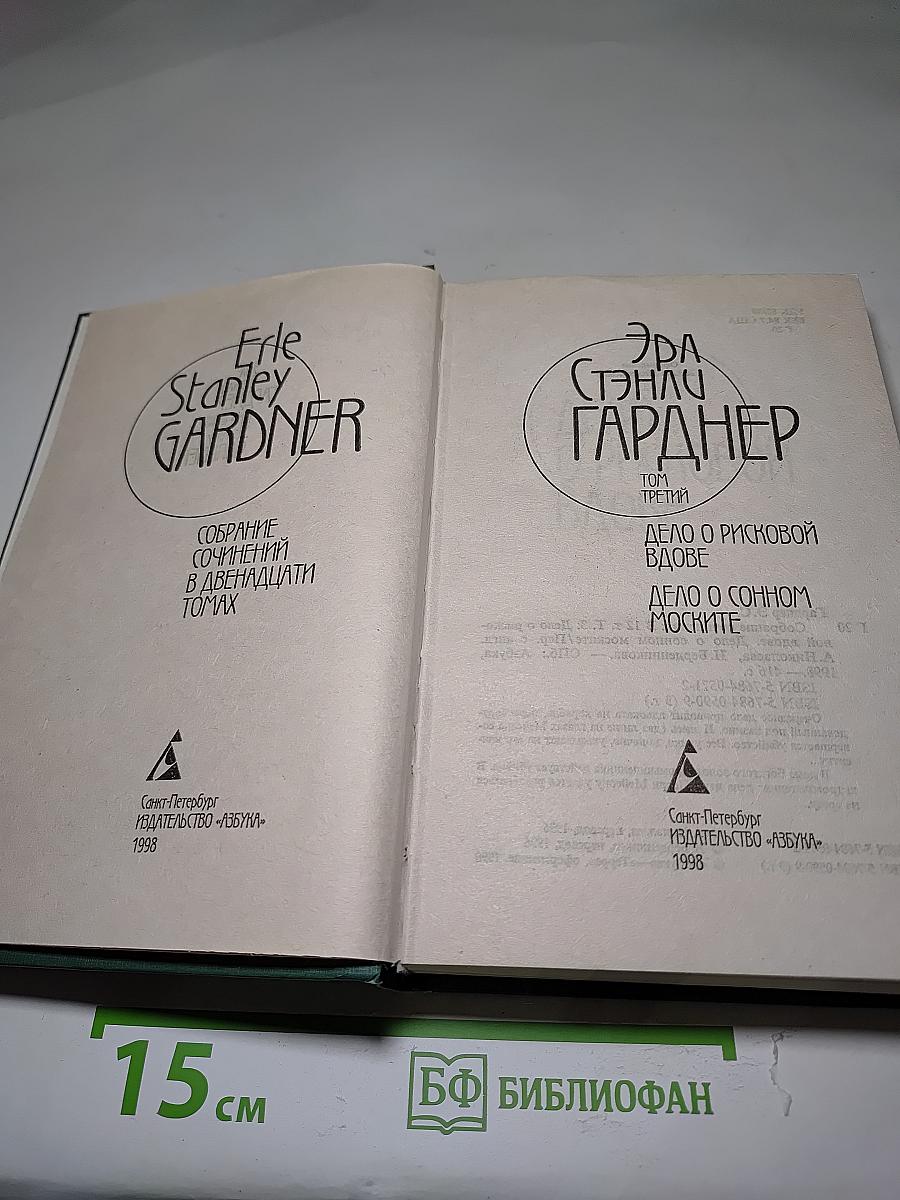 Erle
Stanley
GARDNER
СОБРАНИЕ
СОЧИНЕНИЙ
В ДВЕНАДЦАТИ
ТОМАХ
Санкт-Петербург
ИЗДАТЕЛЬСТВО «АЗБУКА»
1998
Эрл
Стэнли
ГАРДНЕР
ТОМ
ТРЕТИЙ
ДЕЛО О РИСКОВОЙ
ВДОВЕ
ДЕЛО О СОННОМ
МОСКИТЕ
Санкт-Петербург
ИЗДАТЕЛЬСТВО «АЗБУКА»
1998
15 см
БФ БИБЛИОФАН